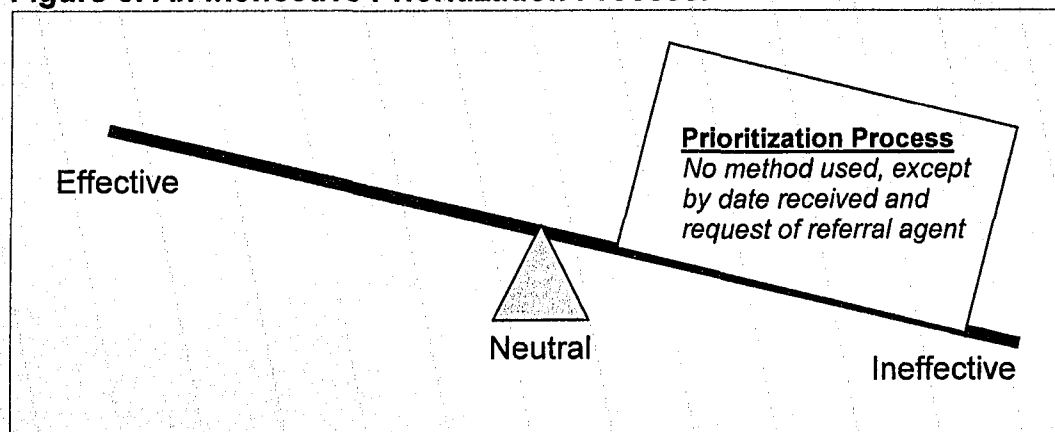 Prioritization Process
No method used, except
by date received and
request of referral agent
Effective
Neutral
Ineffective